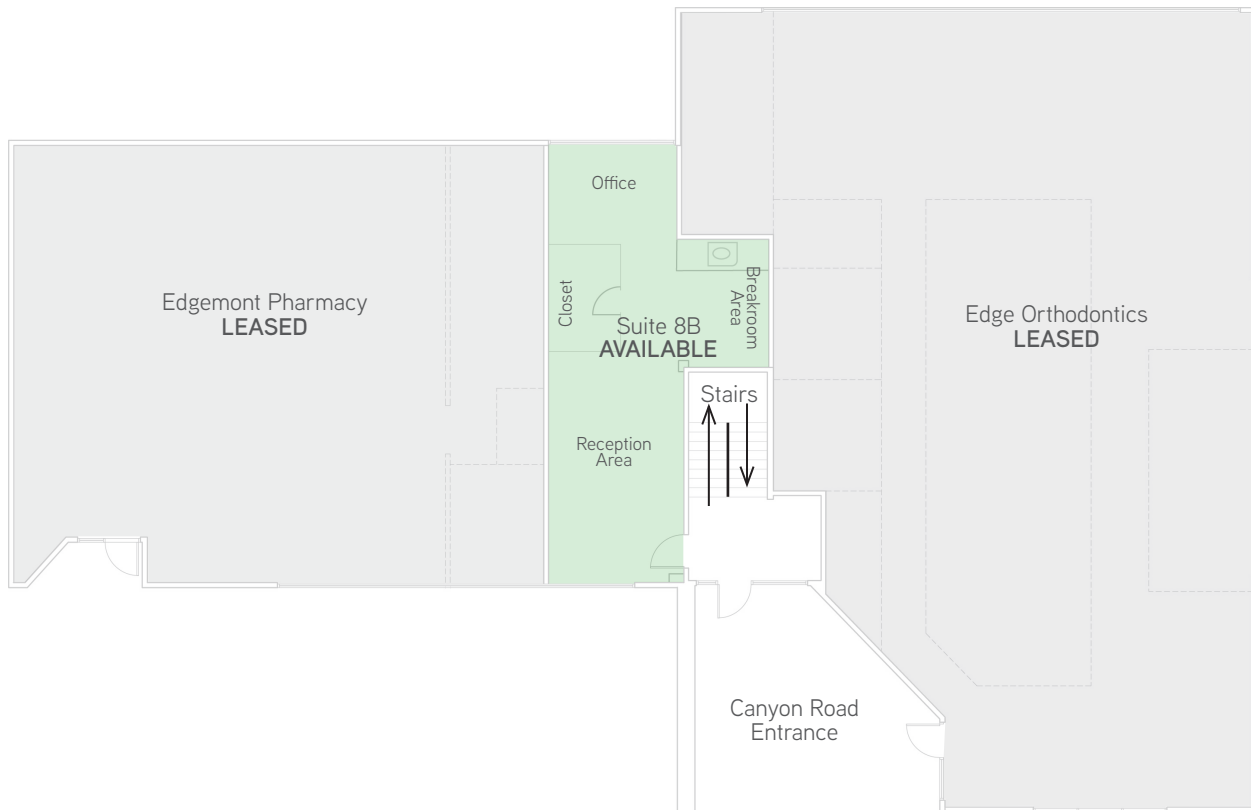 Office
Closet
Breakroom
Area
Edgemont Pharmacy
LEASED
Suite 8B
AVAILABLE
Edge Orthodontics
LEASED
Stairs
Reception
Area
Canyon Road
Entrance